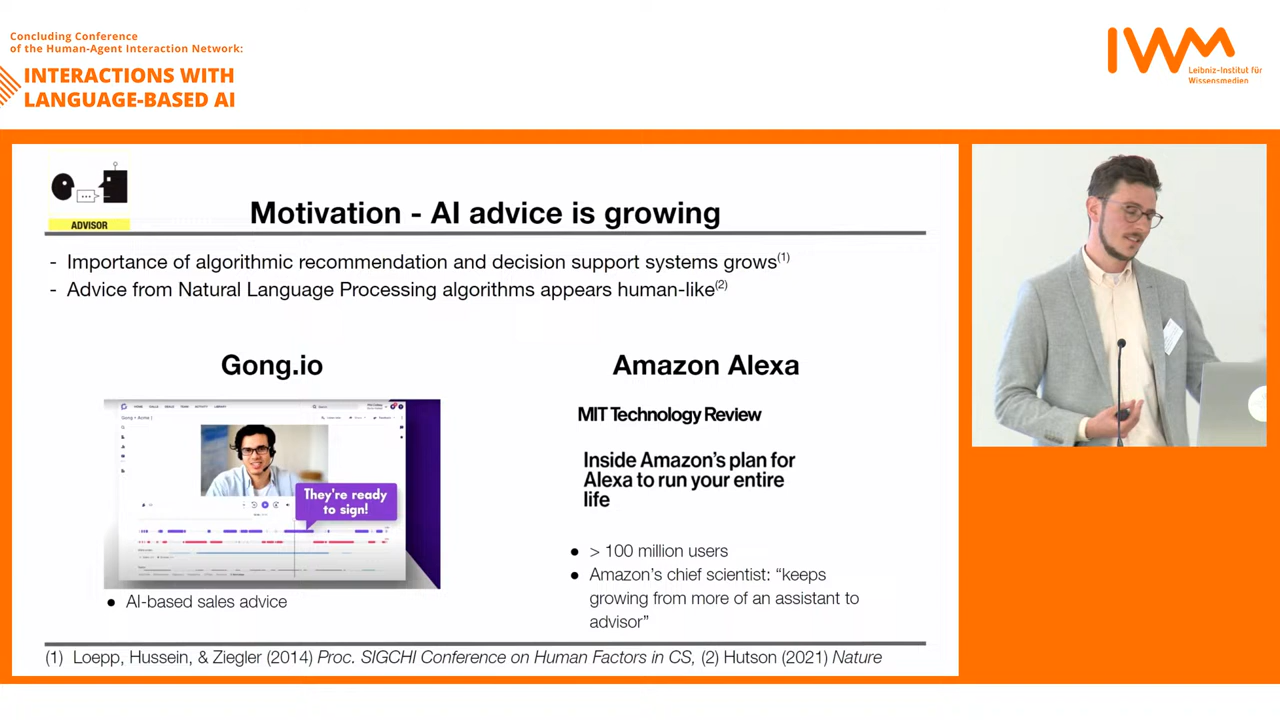 Concluding Conference
of the Human-Agent Interaction Network:
INTERACTIONS WITH
LANGUAGE-BASED AI
IWM
Leibniz-Institut für
Wissensmedien
ADVISOR
Motivation - AI advice is growing
- Importance of algorithmic recommendation and decision support systems grows(1)
- Advice from Natural Language Processing algorithms appears human-like(2)
Gong.io
They're ready
to sign!
● AI-based sales advice
Amazon Alexa
MIT Technology Review
Inside Amazon's plan for
Alexa to run your entire
life
● > 100 million users
● Amazon's chief scientist: “keeps
growing from more of an assistant to
advisor”
(1) Loepp, Hussein, & Ziegler (2014) Proc. SIGCHI Conference on Human Factors in CS, (2) Hutson (2021) Nature